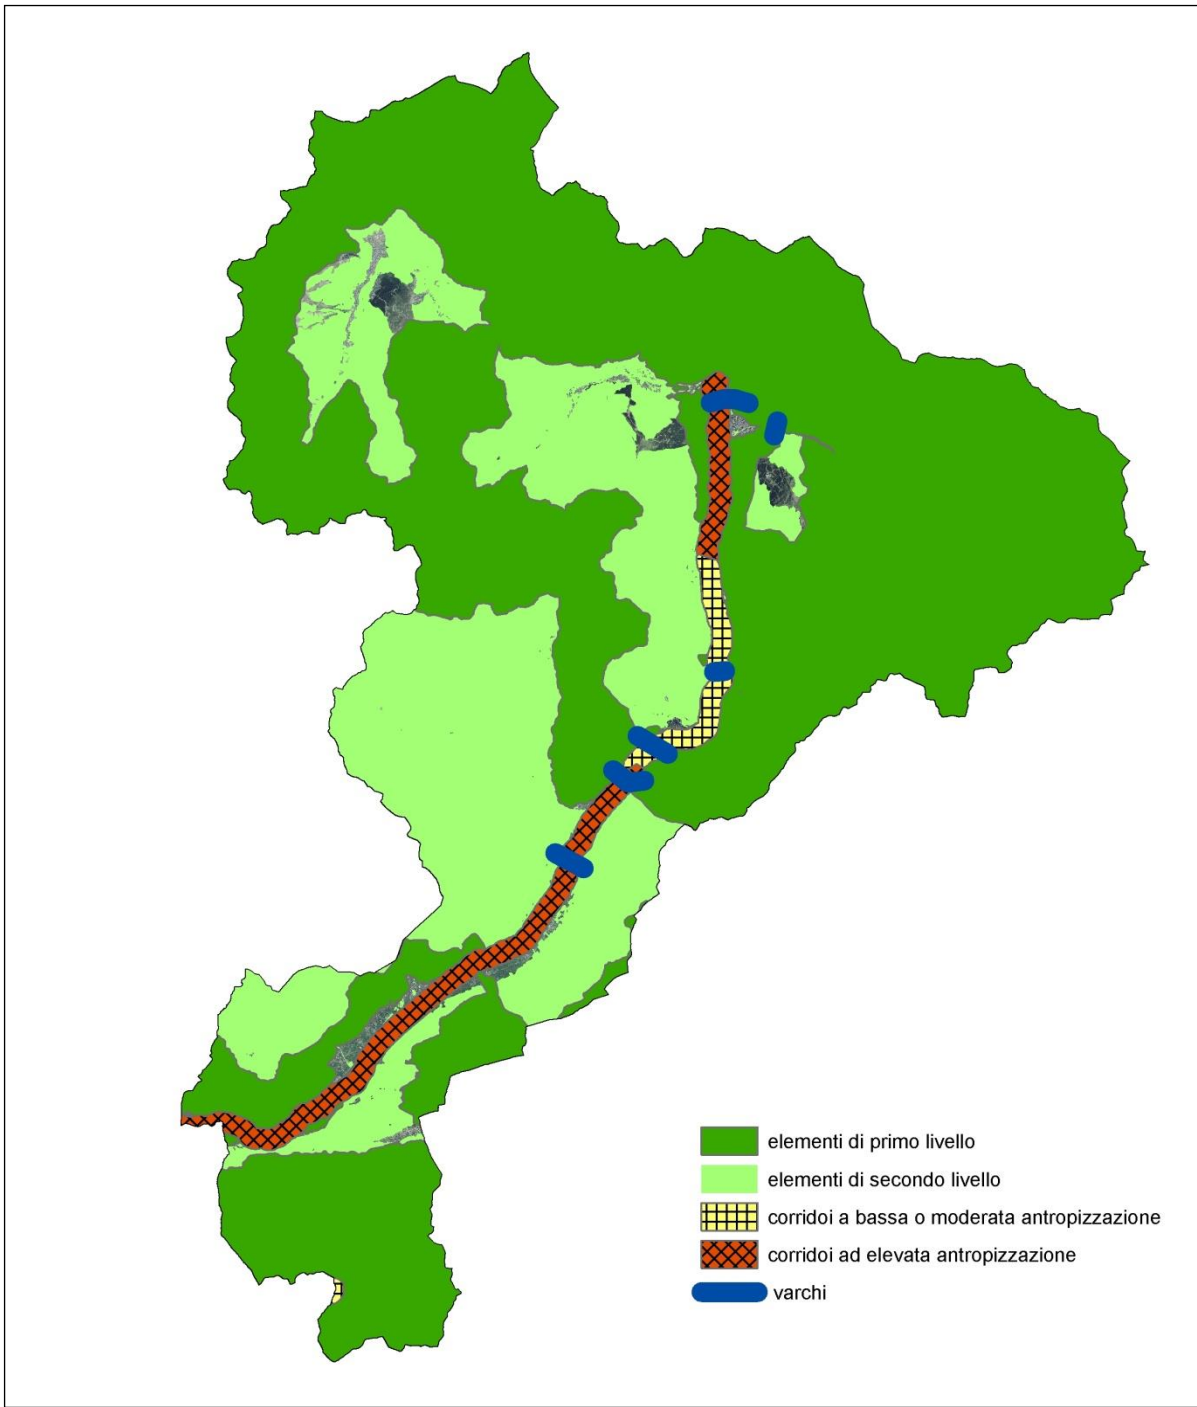 elementi di primo livello
elementi di secondo livello
corridoi a bassa o moderata antropizzazione
corridoi ad elevata antropizzazione
varchi